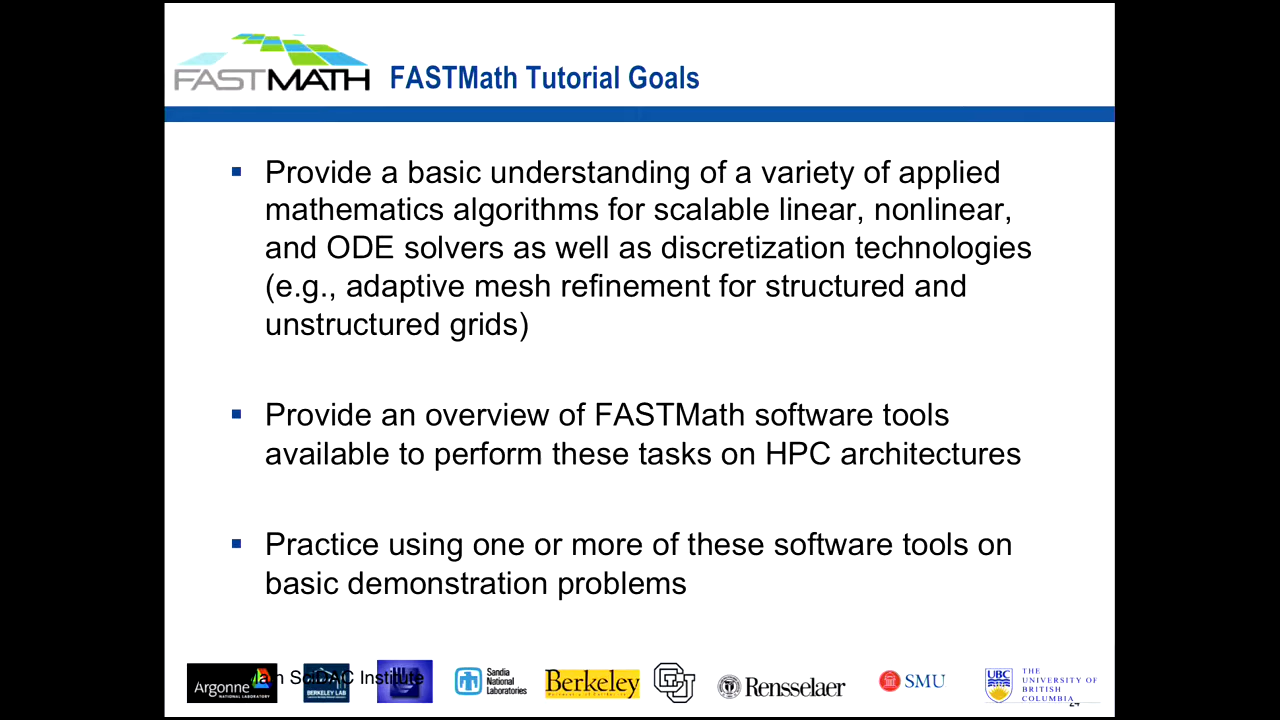 FASTMATH
FASTMath Tutorial Goals
▪ Provide a basic understanding of a variety of applied
mathematics algorithms for scalable linear, nonlinear,
and ODE solvers as well as discretization technologies
(e.g., adaptive mesh refinement for structured and
unstructured grids)
▪ Provide an overview of FASTMath software tools
available to perform these tasks on HPC architectures
▪ Practice using one or more of these software tools on
basic demonstration problems
Argonne
NATIONAL LABORATORY
BERKELEY LAB
SciDAC Institute
Sandia
National
Laboratories
Berkeley
CU
Rensselaer
SMU
UBC
THE
UNIVERSITY OF
BRITISH
COLUMBIA
24